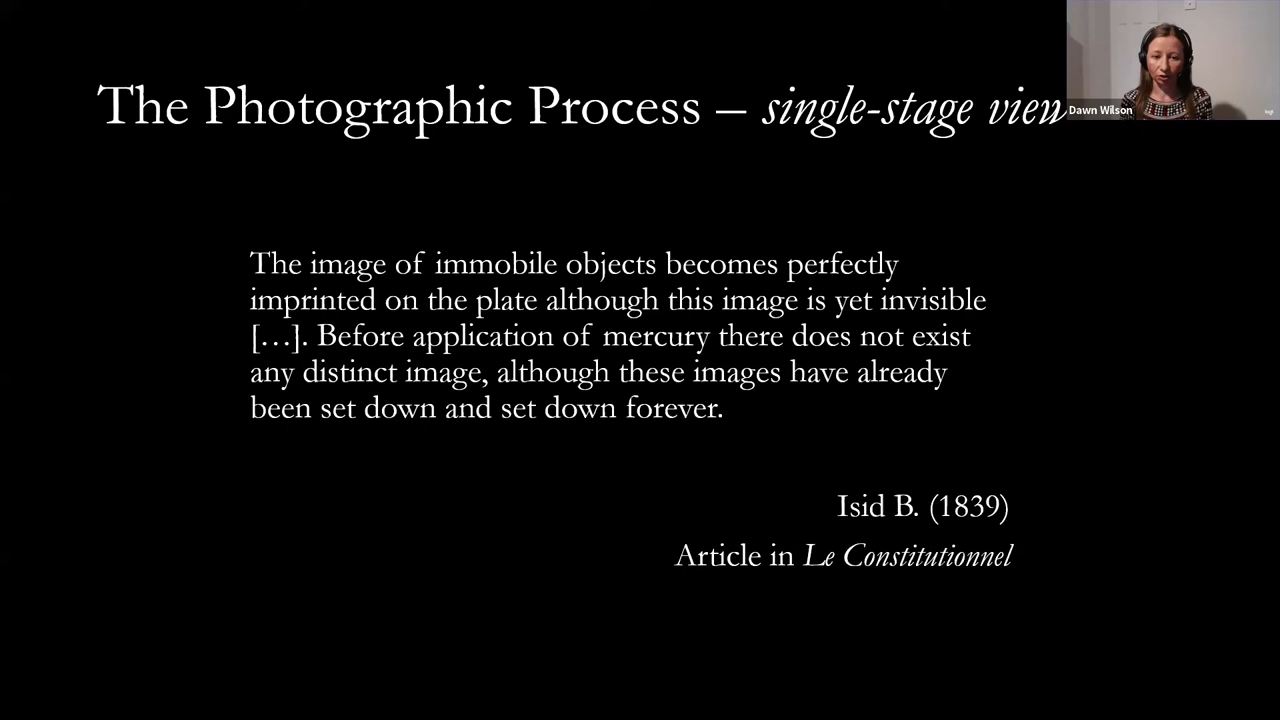 The Photographic Process – single-stage view
Dawn Wilson
The image of immobile objects becomes perfectly
imprinted on the plate although this image is yet invisible
[…]. Before application of mercury there does not exist
any distinct image, although these images have already
been set down and set down forever.
Isid B. (1839)
Article in Le Constitutionnel